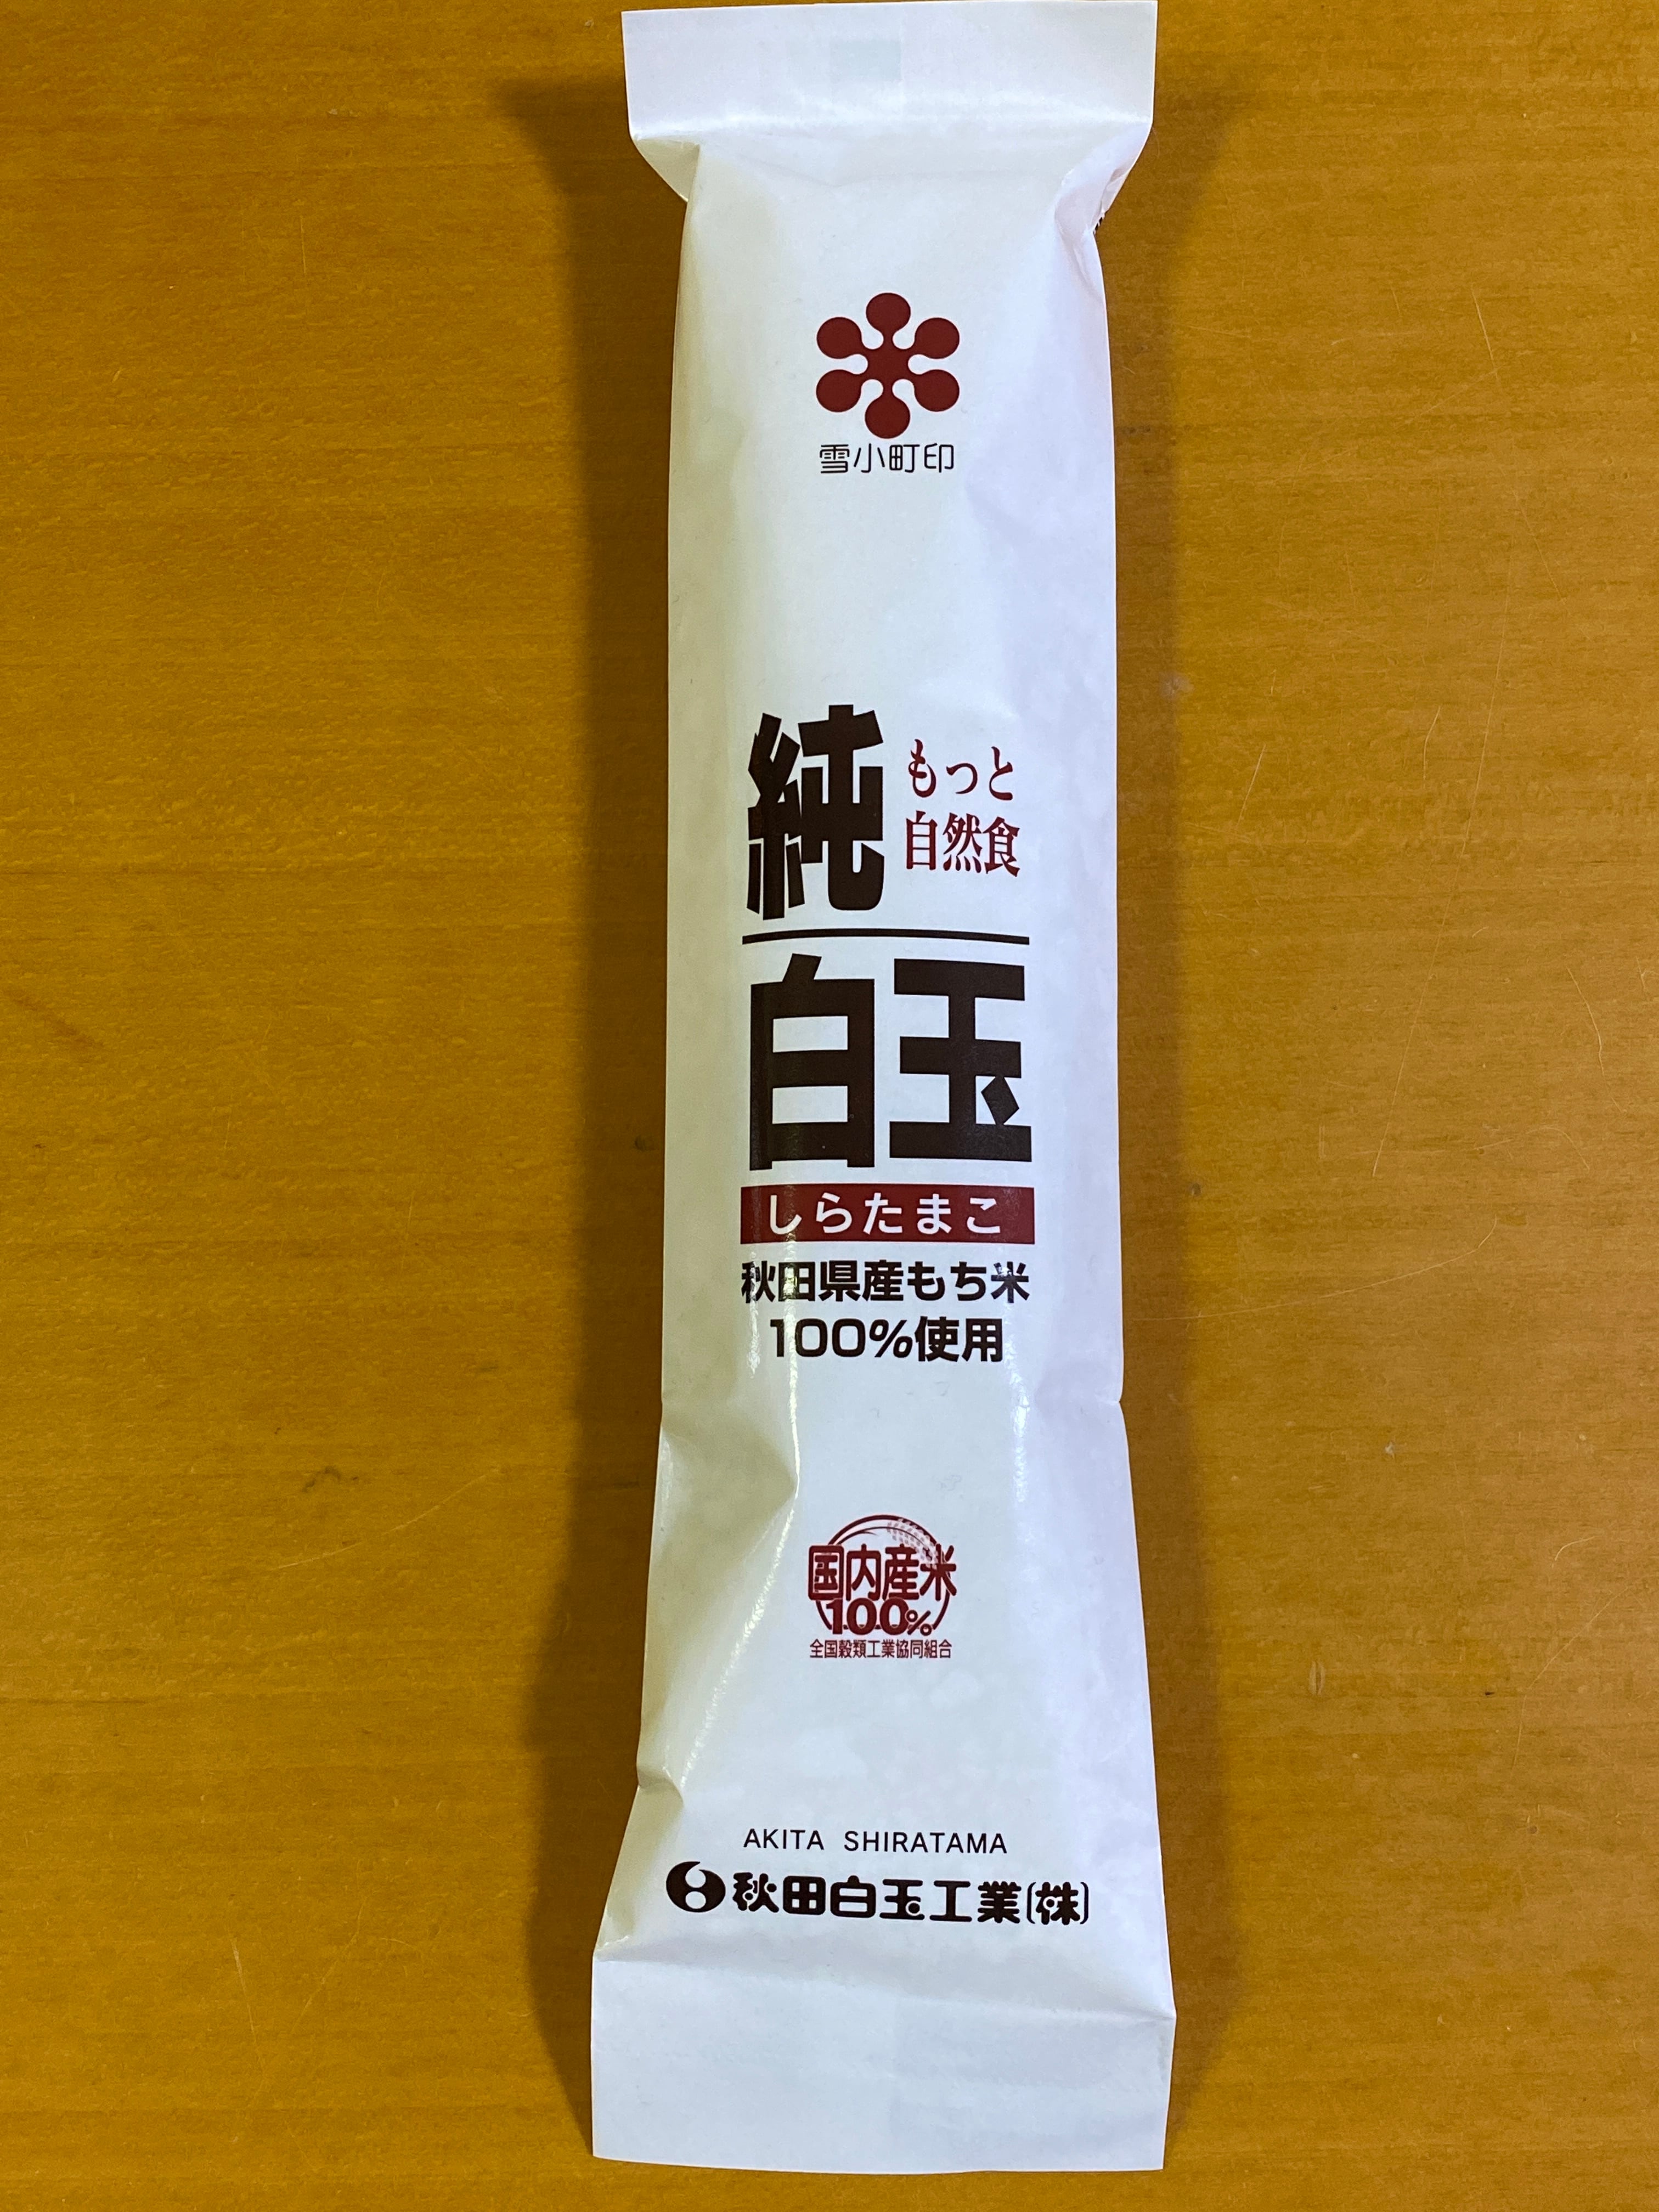 雪小町印
純
もっと
自然食
白玉
しらたまこ
秋田県産もち米
100%使用
国内産米
100%
全国穀類工業協同組合
AKITA SHIRATAMA
秋田白玉工業(株)